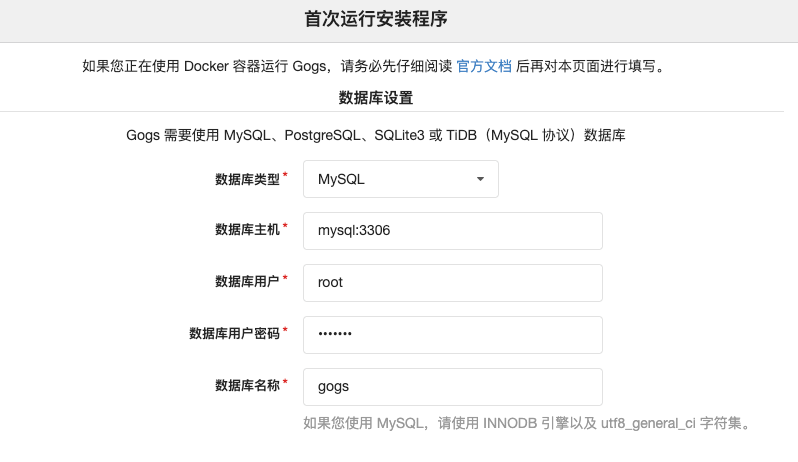 首次运行安装程序
如果您正在使用 Docker 容器运行 Gogs，请务必先仔细阅读 官方文档 后再对本页面进行填写。
数据库设置
Gogs 需要使用 MySQL、PostgreSQL、SQLite3 或 TiDB（MySQL 协议）数据库
数据库类型* MySQL
数据库主机* mysql:3306
数据库用户* root
数据库用户密码* •••••••
数据库名称* gogs
如果您使用 MySQL，请使用 INNODB 引擎以及 utf8_general_ci 字符集。